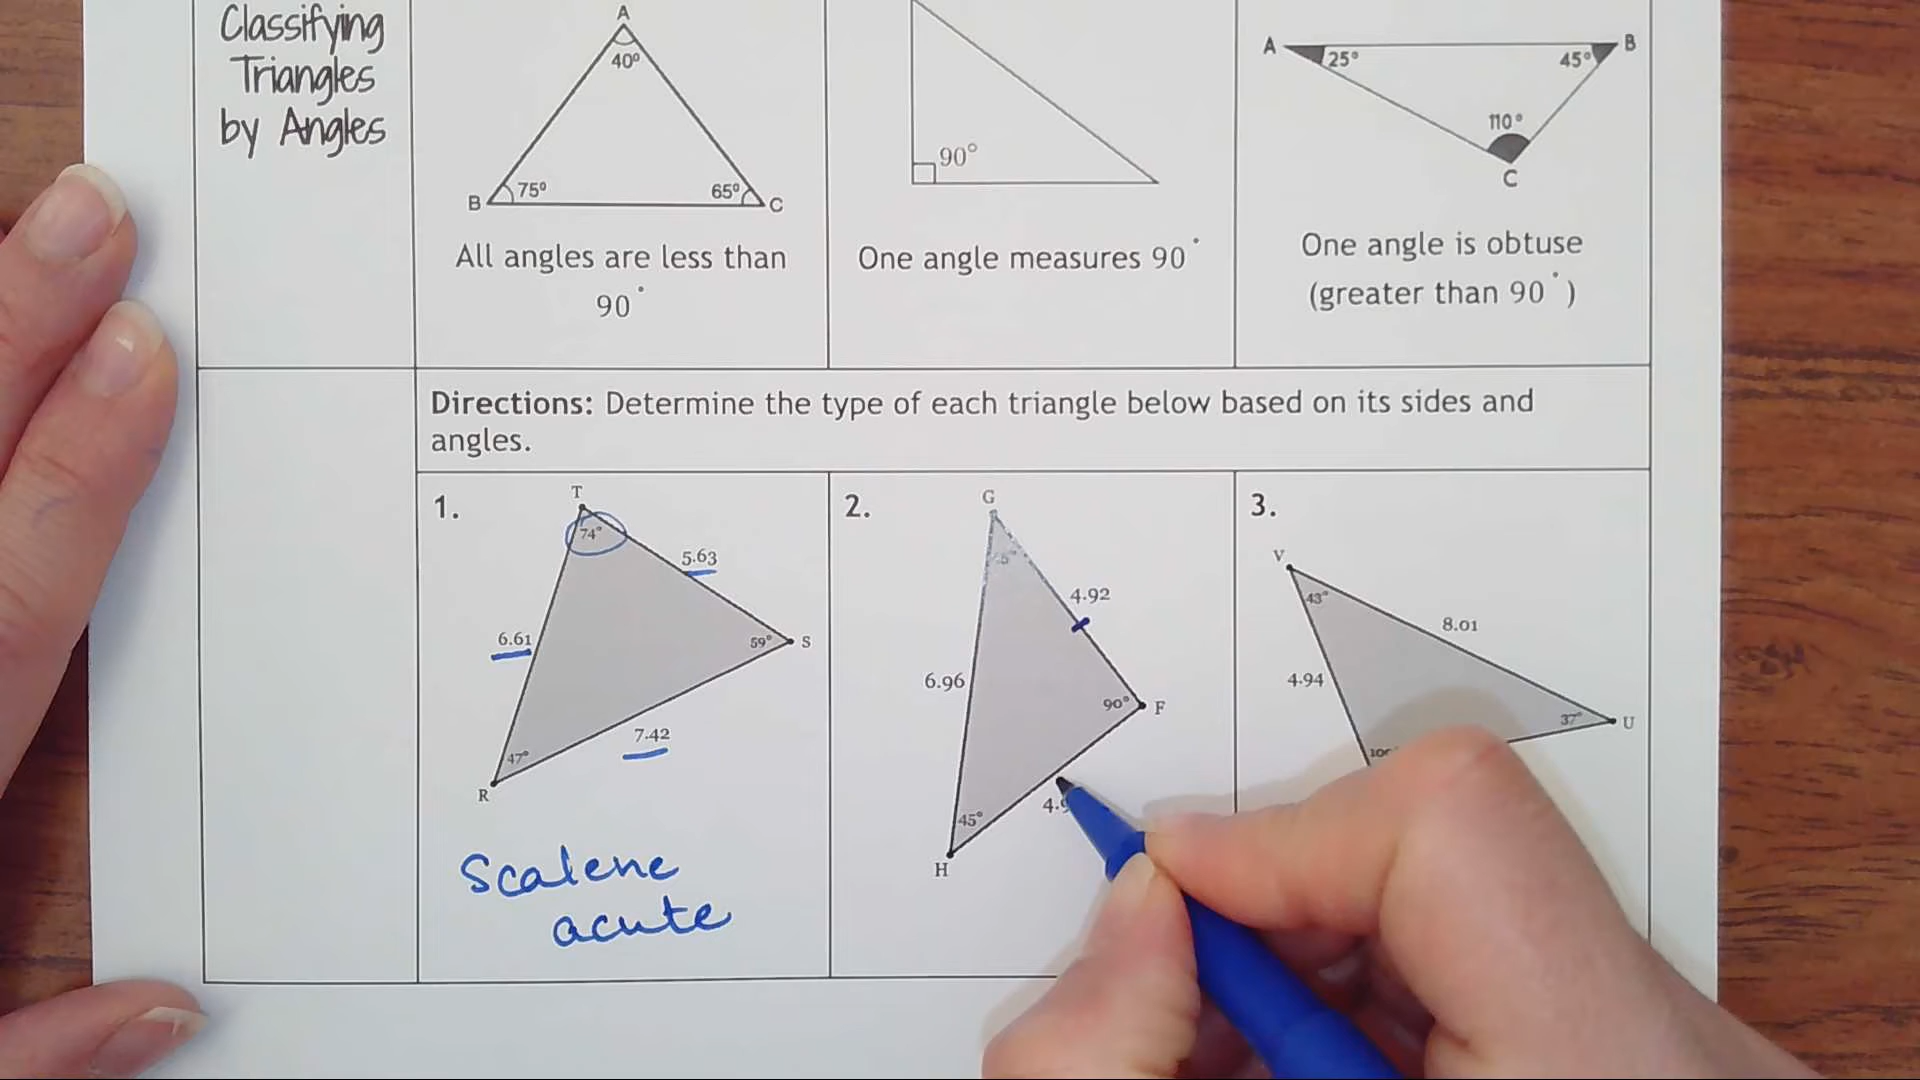 Classifying
Triangles
by Angles
A
40°
B
75°
65°
C
All angles are less than
90°
90°
One angle measures 90°
A
25°
45°
B
110°
C
One angle is obtuse
(greater than 90°)
Directions: Determine the type of each triangle below based on its sides and
angles.
1.
T
74°
5.63
6.61
59°
S
7.42
47°
R
Scalene
acute
2.
G
4.92
6.96
90°
F
45°
H
3.
V
43°
8.01
4.94
37°
U